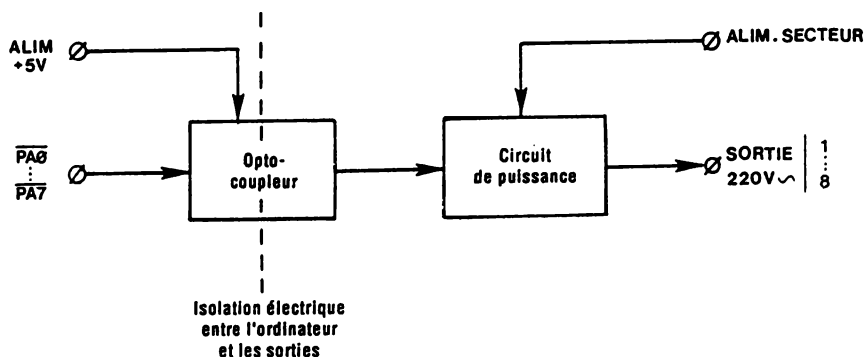 ALIM
+5V
ALIM. SECTEUR
PAØ
⋮
PA7
Opto-
coupleur
Circuit
de puissance
SORTIE
220V ~
1
⋮
8
Isolation électrique
entre l'ordinateur
et les sorties